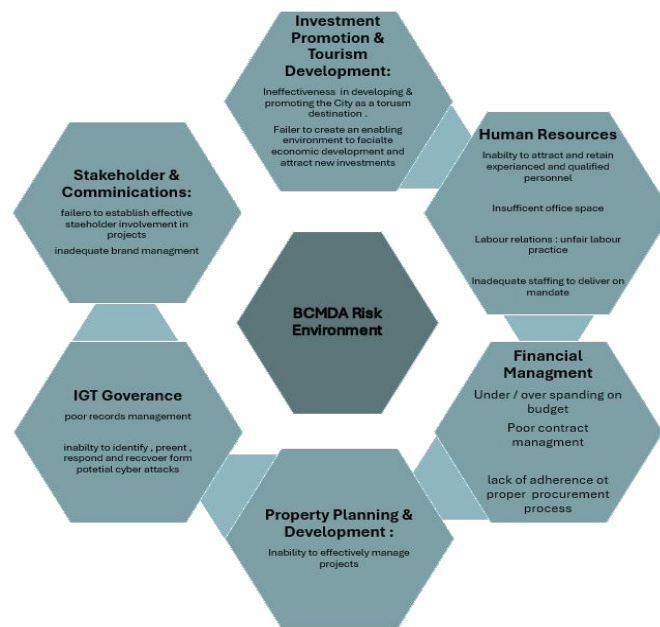 Investment
Promotion &
Tourism
Development:
Ineffectiveness in developing &
promoting the City as a torusm
destination .
Failer to create an enabling
environment to facialte
economic development and
attract new investments
Human Resources
Inabilty to attract and retain
experianced and qualified
personnel
Insufficent office space
Labour relations : unfair labour
practice
Inadequate staffing to deliver on
mandate
Financial
Managment
Under / over spanding on
budget
Poor contract
managment
lack of adherence ot
proper procurement
process
Property Planning &
Development :
Inability to effectively manage
projects
IGT Goverance
poor records management
inabilty to identify , preent ,
respond and reccvoer form
potetial cyber attacks
Stakeholder &
Comminications:
failero to establish effective
staeholder involvement in
projects
inadequate brand managment
BCMDA Risk
Environment